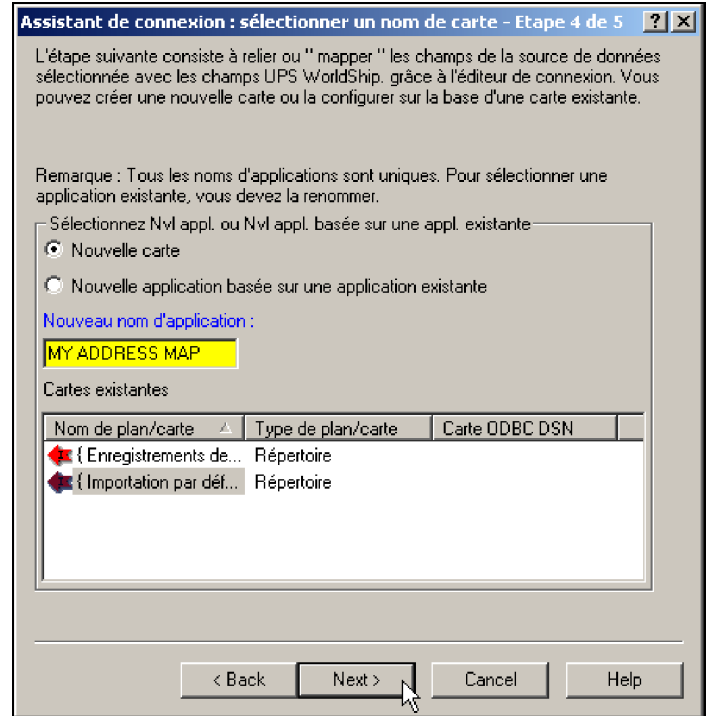 Assistant de connexion : sélectionner un nom de carte - Etape 4 de 5
L'étape suivante consiste à relier ou " mapper " les champs de la source de données
sélectionnée avec les champs UPS WorldShip. grâce à l'éditeur de connexion. Vous
pouvez créer une nouvelle carte ou la configurer sur la base d'une carte existante.
Remarque : Tous les noms d'applications sont uniques. Pour sélectionner une
application existante, vous devez la renommer.
Sélectionnez Nvl appl. ou Nvl appl. basée sur une appl. existante
Nouvelle carte
Nouvelle application basée sur une application existante
Nouveau nom d'application :
MY ADDRESS MAP
Cartes existantes
Nom de plan/carte Type de plan/carte Carte ODBC DSN
{ Enregistrements de... Répertoire
{ Importation par déf... Répertoire
< Back Next > Cancel Help